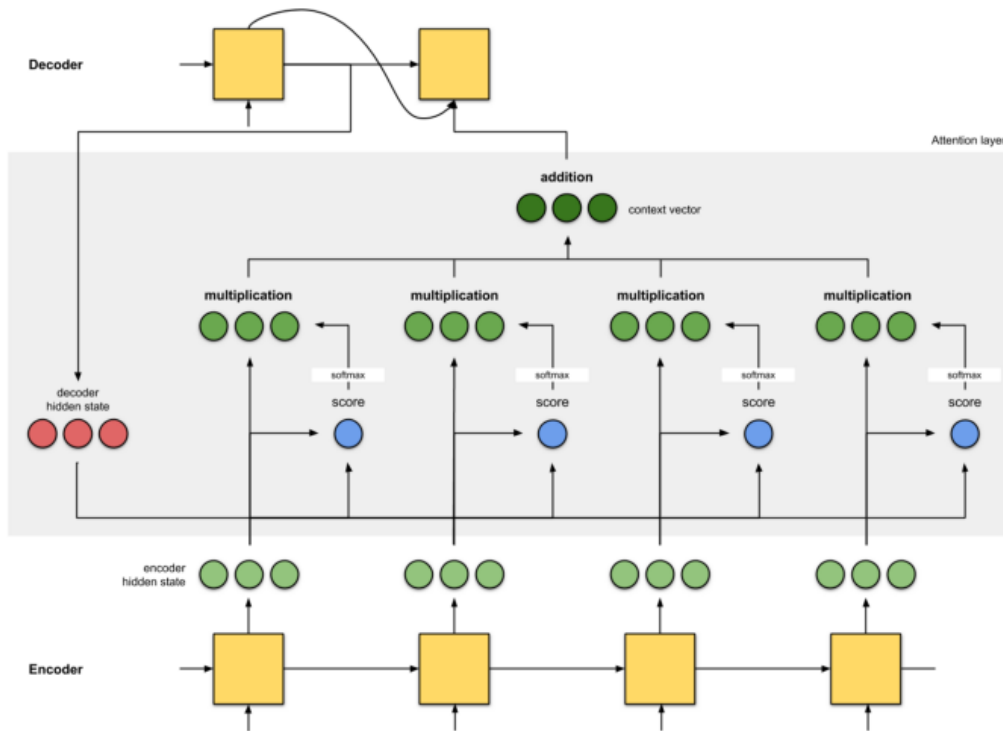 Decoder
Attention layer
addition
context vector
multiplication
multiplication
multiplication
multiplication
softmax
softmax
softmax
softmax
decoder
hidden state
score
score
score
score
encoder
hidden state
Encoder